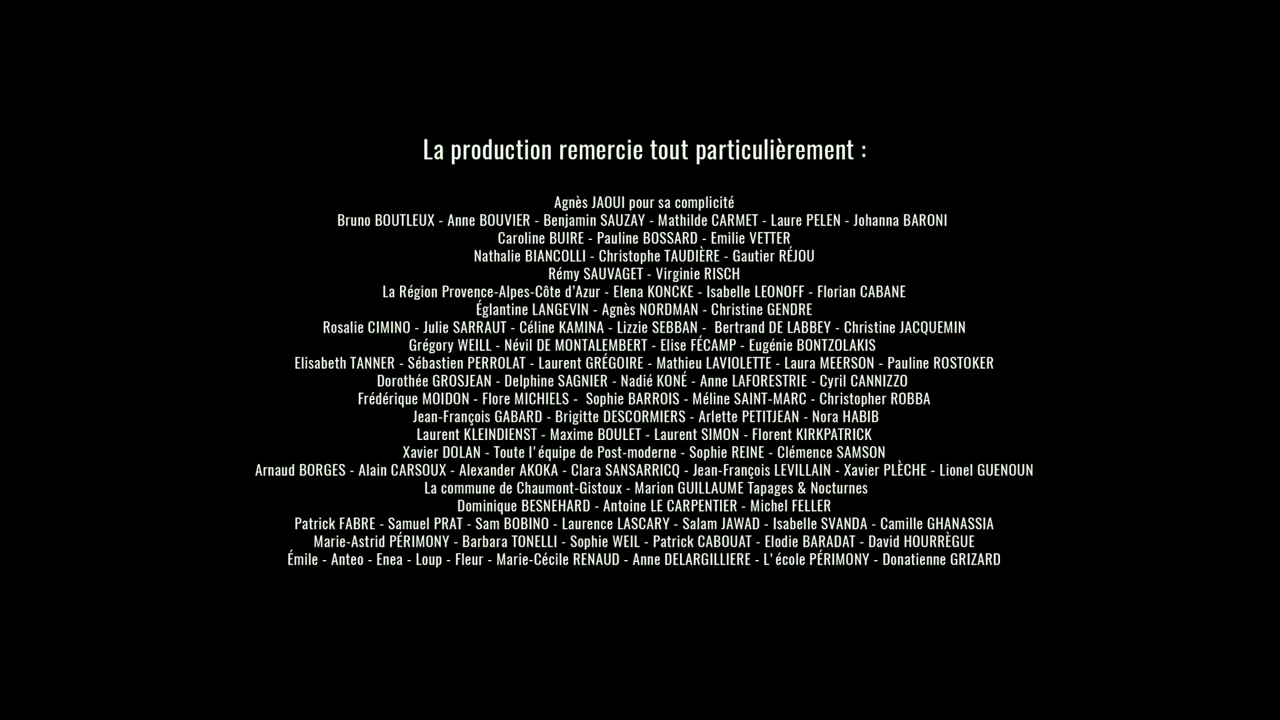 La production remercie tout particulièrement :
Agnès JAOUI pour sa complicité
Bruno BOUTLEUX - Anne BOUVIER - Benjamin SAUZAY - Mathilde CARMET - Laure PELEN - Johanna BARONI
Caroline BUIRE - Pauline BOSSARD - Emilie VETTER
Nathalie BIANCOLLI - Christophe TAUDIÈRE - Gautier RÉJOU
Rémy SAUVAGET - Virginie RISCH
La Région Provence-Alpes-Côte d'Azur - Elena KONCKE - Isabelle LEONOFF - Florian CABANE
Églantine LANGEVIN - Agnès NORDMAN - Christine GENDRE
Rosalie CIMINO - Julie SARRAUT - Céline KAMINA - Lizzie SEBBAN - Bertrand DE LABBEY - Christine JACQUEMIN
Grégory WEILL - Névil DE MONTALEMBERT - Elise FÉCAMP - Eugénie BONTZOLAKIS
Elisabeth TANNER - Sébastien PERROLAT - Laurent GRÉGOIRE - Mathieu LAVIOLETTE - Laura MEERSON - Pauline ROSTOKER
Dorothée GROSJEAN - Delphine SAGNIER - Nadié KONÉ - Anne LAFORESTRIE - Cyril CANNIZZO
Frédérique MOIDON - Flore MICHIELS - Sophie BARROIS - Méline SAINT-MARC - Christopher ROBBA
Jean-François GABARD - Brigitte DESCORMIERS - Arlette PETITJEAN - Nora HABIB
Laurent KLEINDIENST - Maxime BOULET - Laurent SIMON - Florent KIRKPATRICK
Xavier DOLAN - Toute l'équipe de Post-moderne - Sophie REINE - Clémence SAMSON
Arnaud BORGES - Alain CARSOUX - Alexander AKOKA - Clara SANSARRICQ - Jean-François LEVILLAIN - Xavier PLÈCHE - Lionel GUENOUN
La commune de Chaumont-Gistoux - Marion GUILLAUME Tapages & Nocturnes
Dominique BESNEHARD - Antoine LE CARPENTIER - Michel FELLER
Patrick FABRE - Samuel PRAT - Sam BOBINO - Laurence LASCARY - Salam JAWAD - Isabelle SVANDA - Camille GHANASSIA
Marie-Astrid PÉRIMONY - Barbara TONELLI - Sophie WEIL - Patrick CABOUAT - Elodie BARADAT - David HOURRÈGUE
Émile - Anteo - Enea - Loup - Fleur - Marie-Cécile RENAUD - Anne DELARGILLIERE - L'école PÉRIMONY - Donatienne GRIZARD